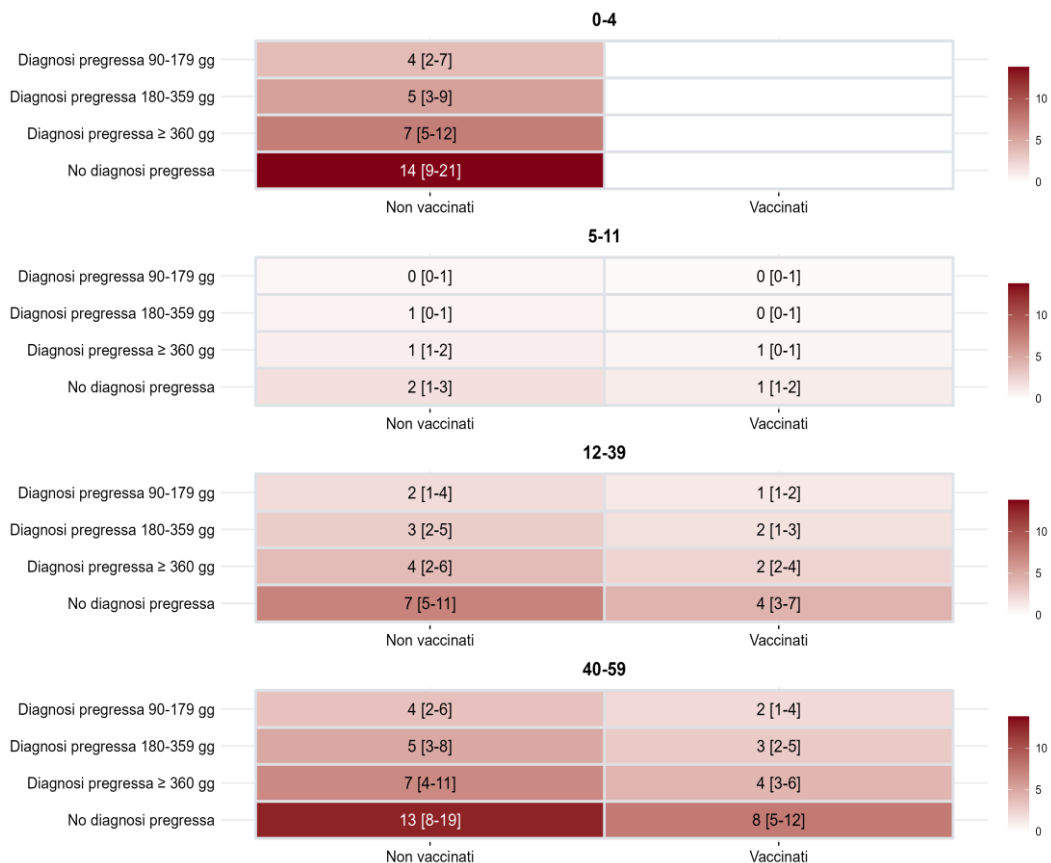 0-4
Diagnosi pregressa 90-179 gg 4 [2-7]
Diagnosi pregressa 180-359 gg 5 [3-9]
Diagnosi pregressa ≥ 360 gg 7 [5-12]
No diagnosi pregressa 14 [9-21]
Non vaccinati Vaccinati
10
5
0
5-11
Diagnosi pregressa 90-179 gg 0 [0-1] 0 [0-1]
Diagnosi pregressa 180-359 gg 1 [0-1] 0 [0-1]
Diagnosi pregressa ≥ 360 gg 1 [1-2] 1 [0-1]
No diagnosi pregressa 2 [1-3] 1 [1-2]
Non vaccinati Vaccinati
10
5
0
12-39
Diagnosi pregressa 90-179 gg 2 [1-4] 1 [1-2]
Diagnosi pregressa 180-359 gg 3 [2-5] 2 [1-3]
Diagnosi pregressa ≥ 360 gg 4 [2-6] 2 [2-4]
No diagnosi pregressa 7 [5-11] 4 [3-7]
Non vaccinati Vaccinati
10
5
0
40-59
Diagnosi pregressa 90-179 gg 4 [2-6] 2 [1-4]
Diagnosi pregressa 180-359 gg 5 [3-8] 3 [2-5]
Diagnosi pregressa ≥ 360 gg 7 [4-11] 4 [3-6]
No diagnosi pregressa 13 [8-19] 8 [5-12]
Non vaccinati Vaccinati
10
5
0